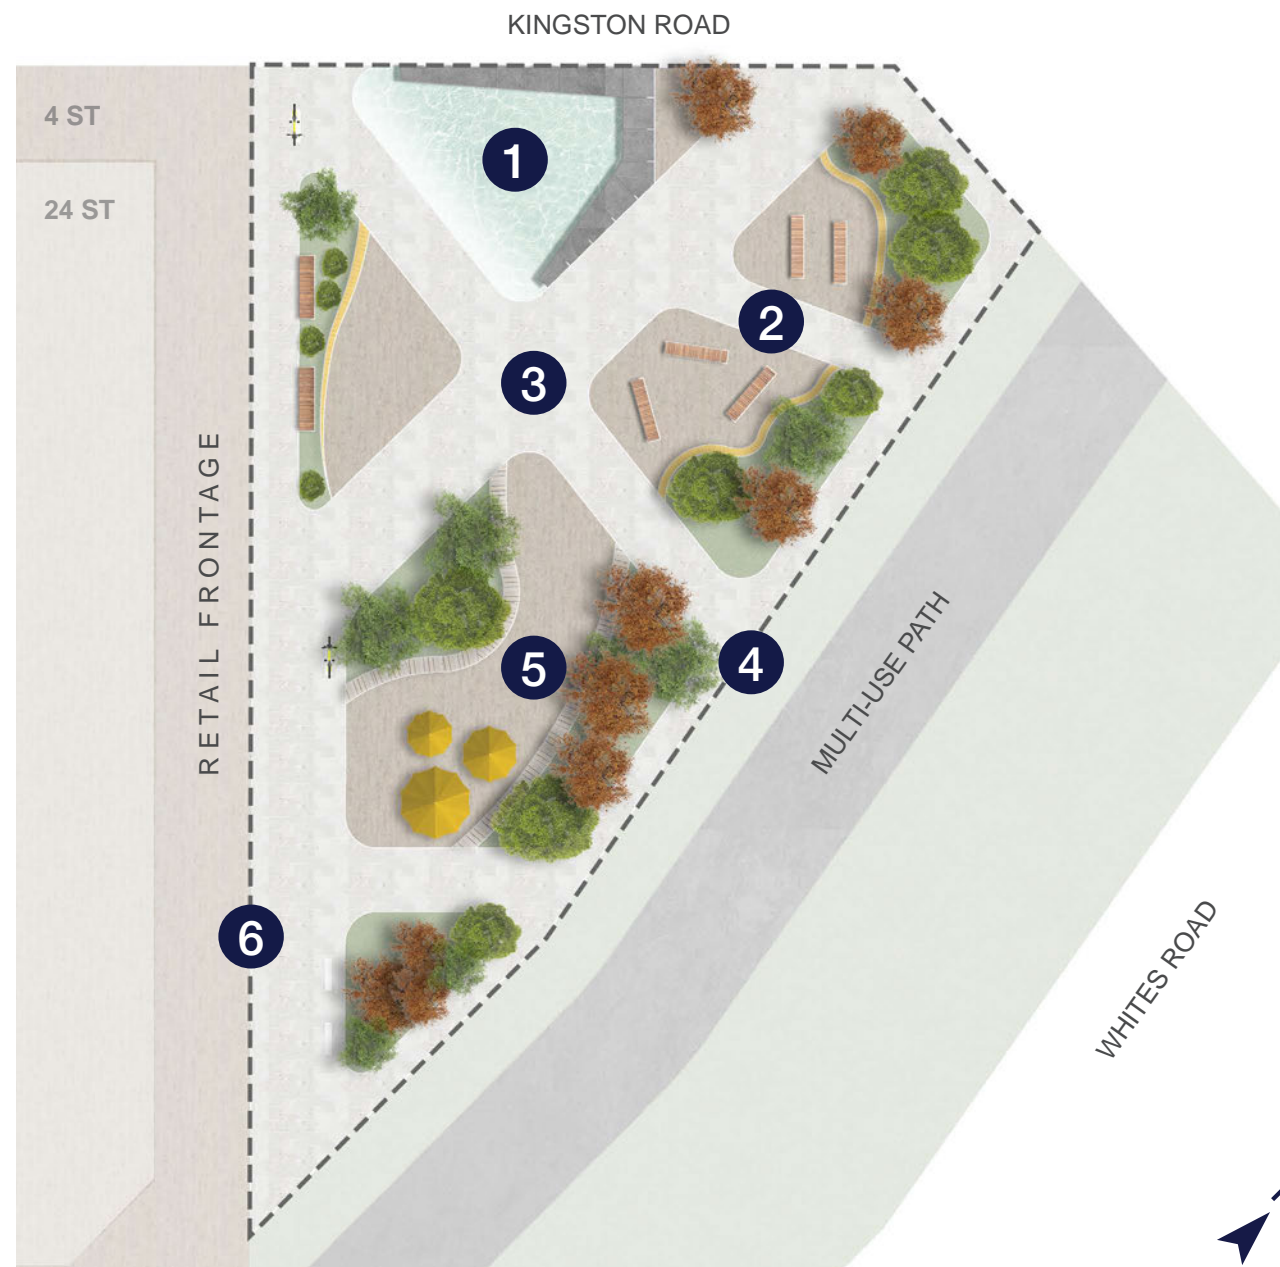 KINGSTON ROAD
4 ST
24 ST
1
2
3
RETAIL FRONTAGE
4
5
MULTI-USE PATH
6
WHITES ROAD